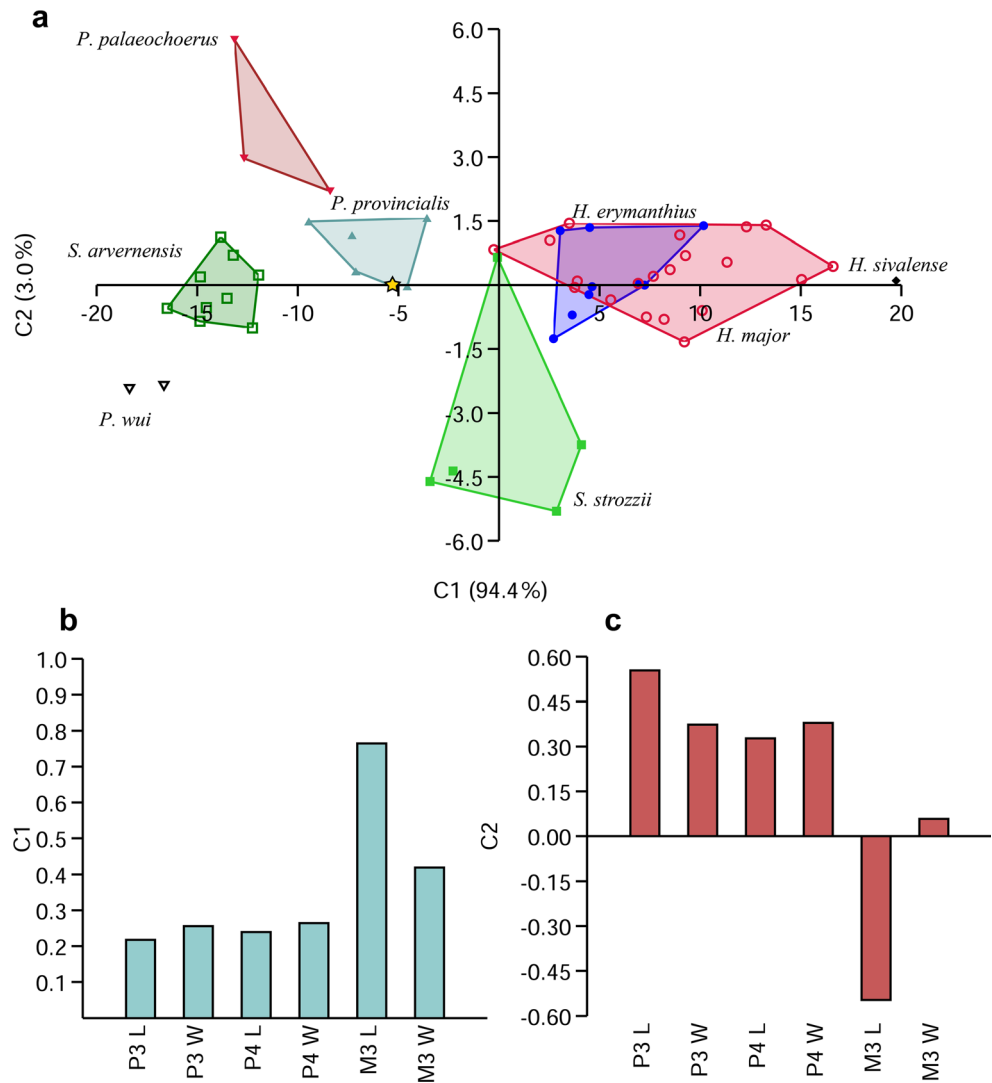 a
P. palaeochoerus
P. provincialis
S. arvernensis
H. erymanthius
H. sivalense
H. major
P. wui
S. strozzii
C2 (3.0%)
6.0
4.5
3.0
1.5
-1.5
-3.0
-4.5
-6.0
-20
-15
-10
-5
5
10
15
20
C1 (94.4%)
b
C1
1.0
0.9
0.8
0.7
0.6
0.5
0.4
0.3
0.2
0.1
P3 L
P3 W
P4 L
P4 W
M3 L
M3 W
c
C2
0.60
0.45
0.30
0.15
0.00
-0.15
-0.30
-0.45
-0.60
P3 L
P3 W
P4 L
P4 W
M3 L
M3 W